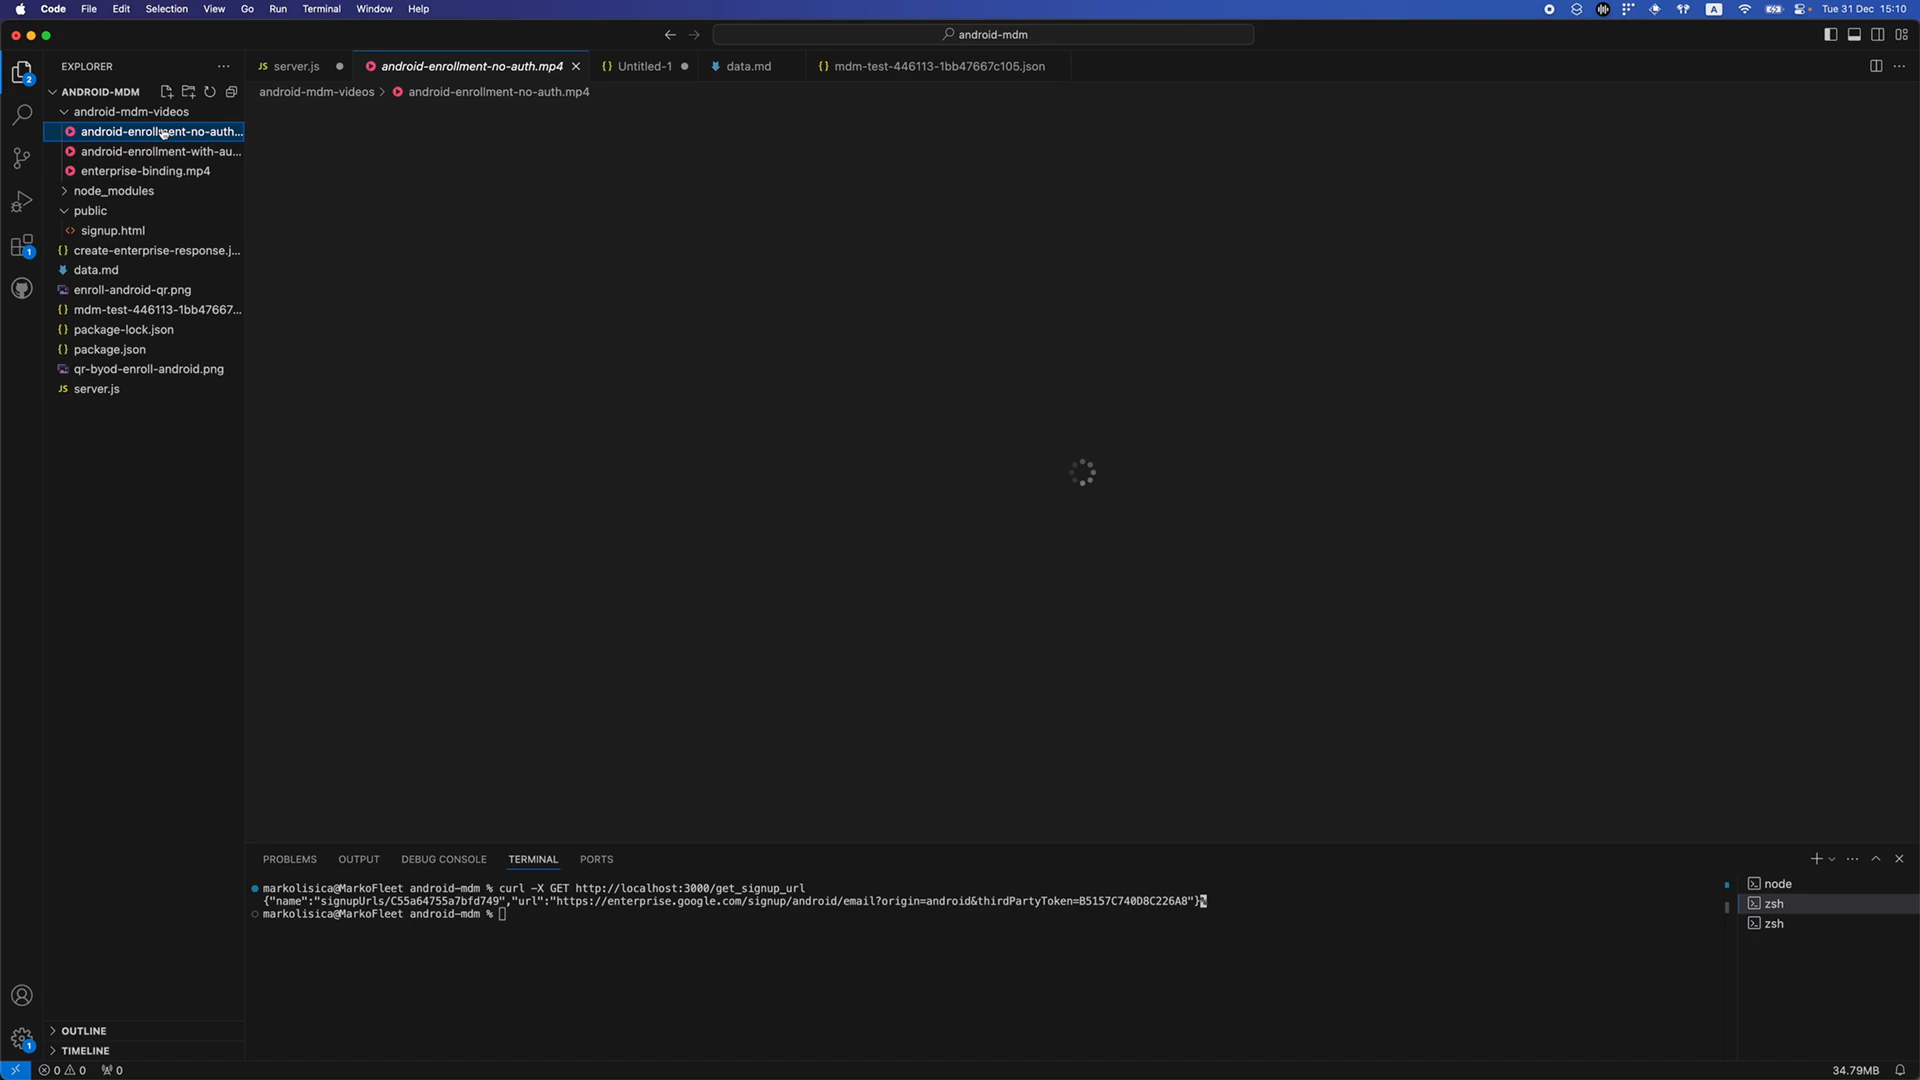 Code File Edit Selection View Go Run Terminal Window Help
A Tue 31 Dec 15:10
android-mdm
EXPLORER
2
ANDROID-MDM
android-mdm-videos
android-enrollment-no-auth...
android-enrollment-with-au...
enterprise-binding.mp4
node_modules
public
<> signup.html
{} create-enterprise-response.j...
1
data.md
enroll-android-qr.png
{} mdm-test-446113-1bb47667...
{} package-lock.json
{} package.json
qr-byod-enroll-android.png
JS server.js
JS server.js
android-enrollment-no-auth.mp4
{} Untitled-1
data.md
{} mdm-test-446113-1bb47667c105.json
android-mdm-videos > android-enrollment-no-auth.mp4
PROBLEMS OUTPUT DEBUG CONSOLE TERMINAL PORTS
markolisica@MarkoFleet android-mdm % curl -X GET http://localhost:3000/get_signup_url
{"name":"signupUrls/C55a64755a7bfd749","url":"https://enterprise.google.com/signup/android/email?origin=android&thirdPartyToken=B5157C740D8C226A8"}%
markolisica@MarkoFleet android-mdm %
node
zsh
zsh
OUTLINE
TIMELINE
1
0 0 0
34.79MB